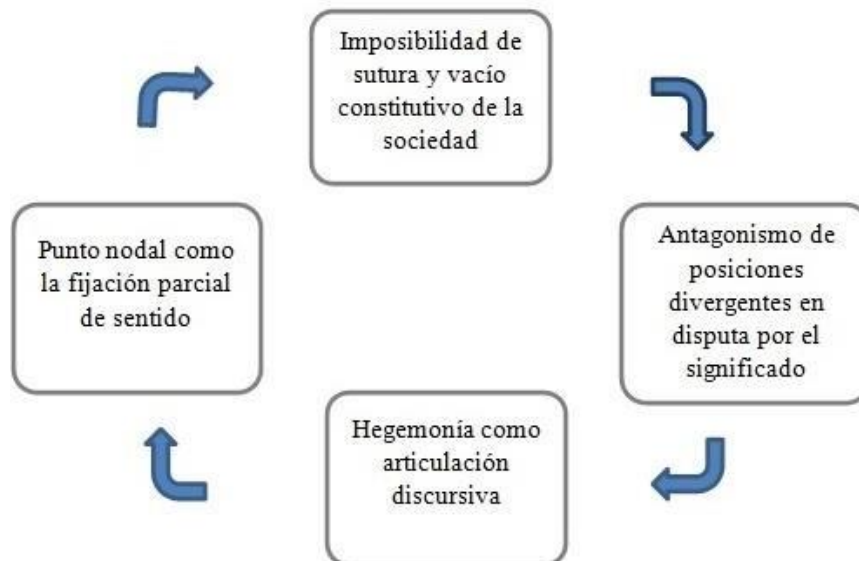 Imposibilidad de
sutura y vacío
constitutivo de la
sociedad
Antagonismo de
posiciones
divergentes en
disputa por el
significado
Hegemonía como
articulación
discursiva
Punto nodal como
la fijación parcial
de sentido